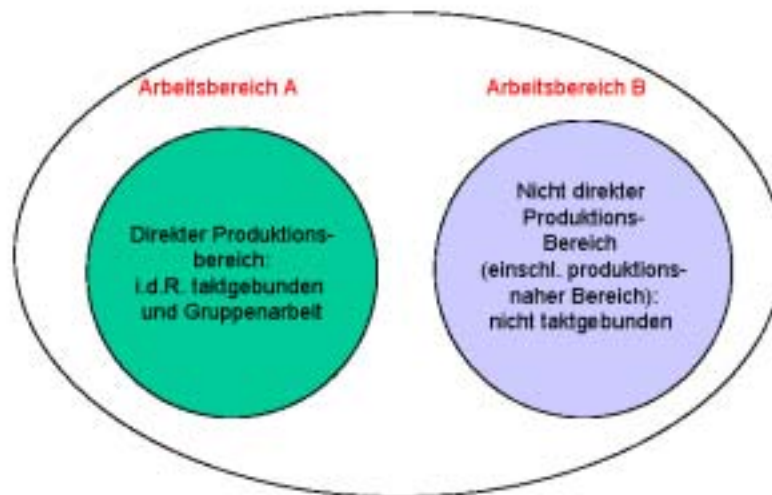 Arbeitsbereich A
Direkter Produktions-
bereich:
i.d.R. taktgebunden
und Gruppenarbeit
Arbeitsbereich B
Nicht direkter
Produktions-
Bereich
(einschl. produktions-
naher Bereich):
nicht taktgebunden